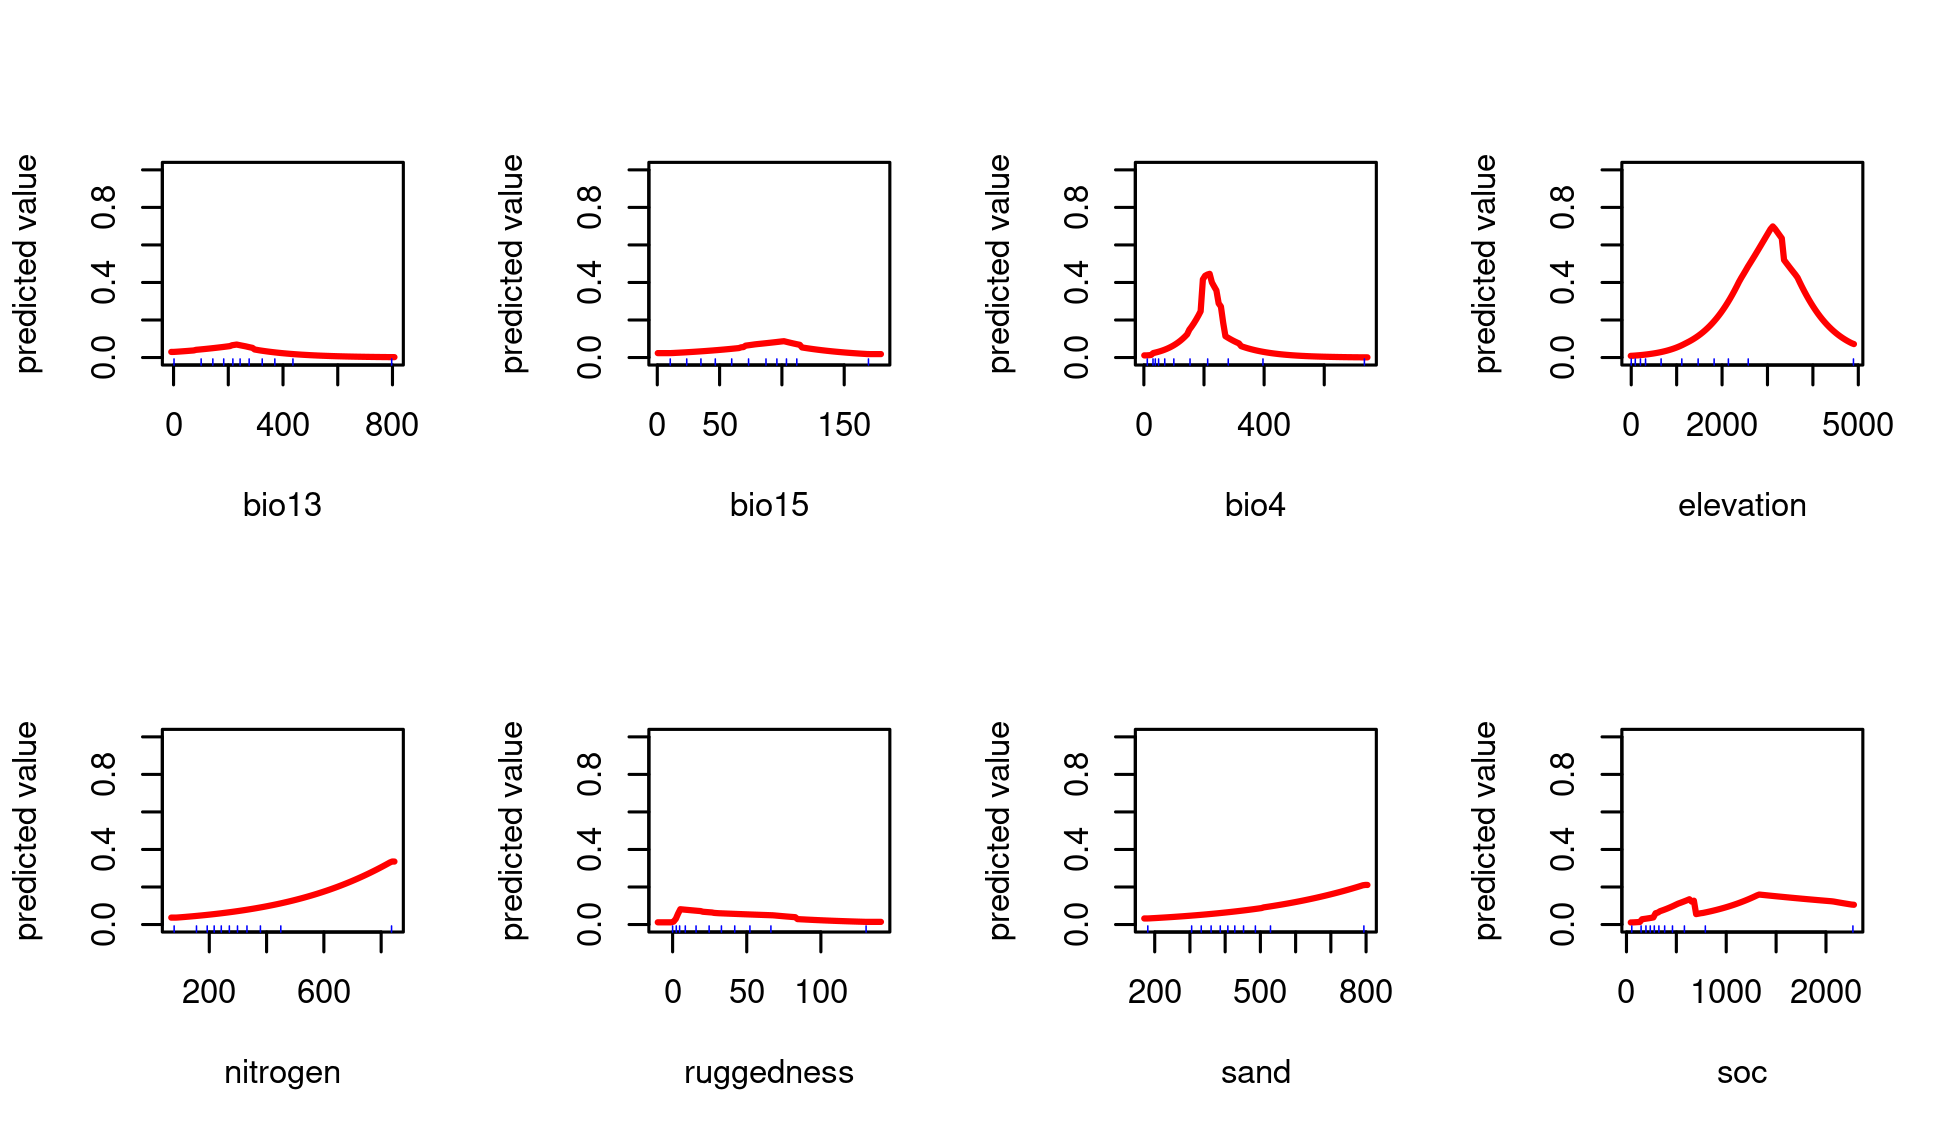 predicted value
0.0 0.4 0.8
0 400 800
bio13
predicted value
0.0 0.4 0.8
0 50 150
bio15
predicted value
0.0 0.4 0.8
0 400
bio4
predicted value
0.0 0.4 0.8
0 2000 5000
elevation
predicted value
0.0 0.4 0.8
200 600
nitrogen
predicted value
0.0 0.4 0.8
0 50 100
ruggedness
predicted value
0.0 0.4 0.8
200 500 800
sand
predicted value
0.0 0.4 0.8
0 1000 2000
soc